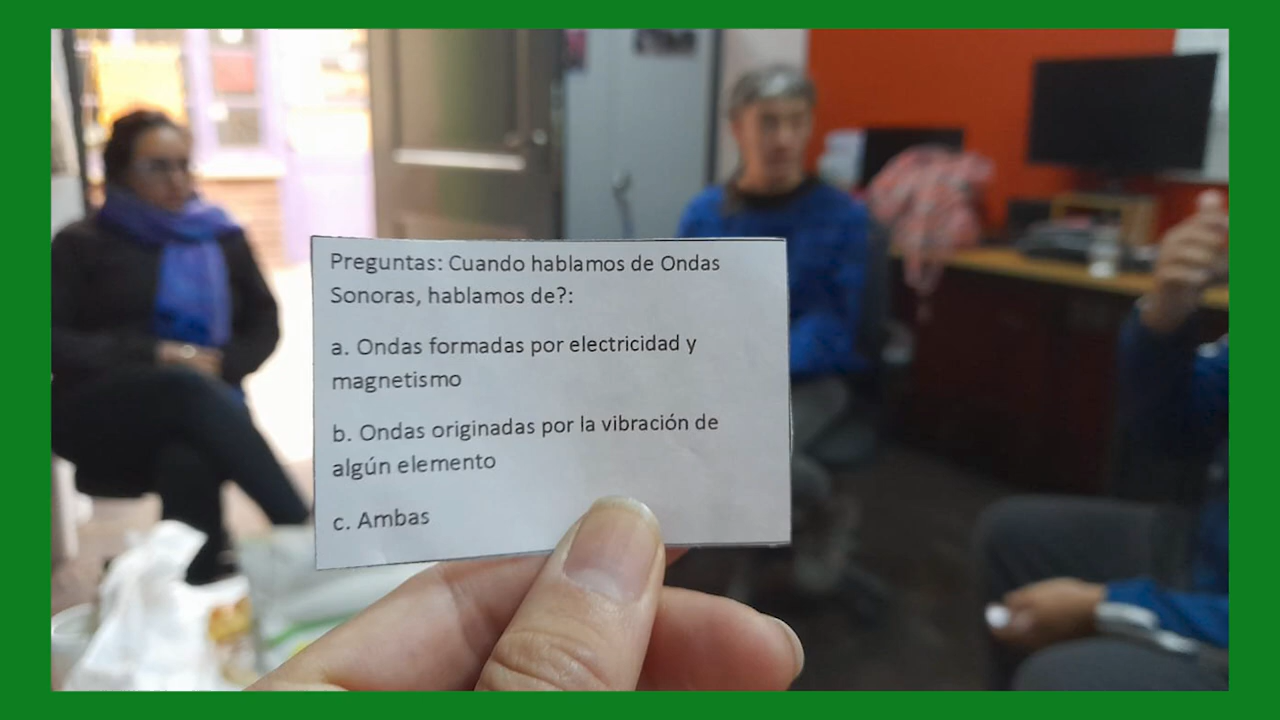 Preguntas: Cuando hablamos de Ondas
Sonoras, hablamos de?:
a. Ondas formadas por electricidad y
magnetismo
b. Ondas originadas por la vibración de
algún elemento
c. Ambas